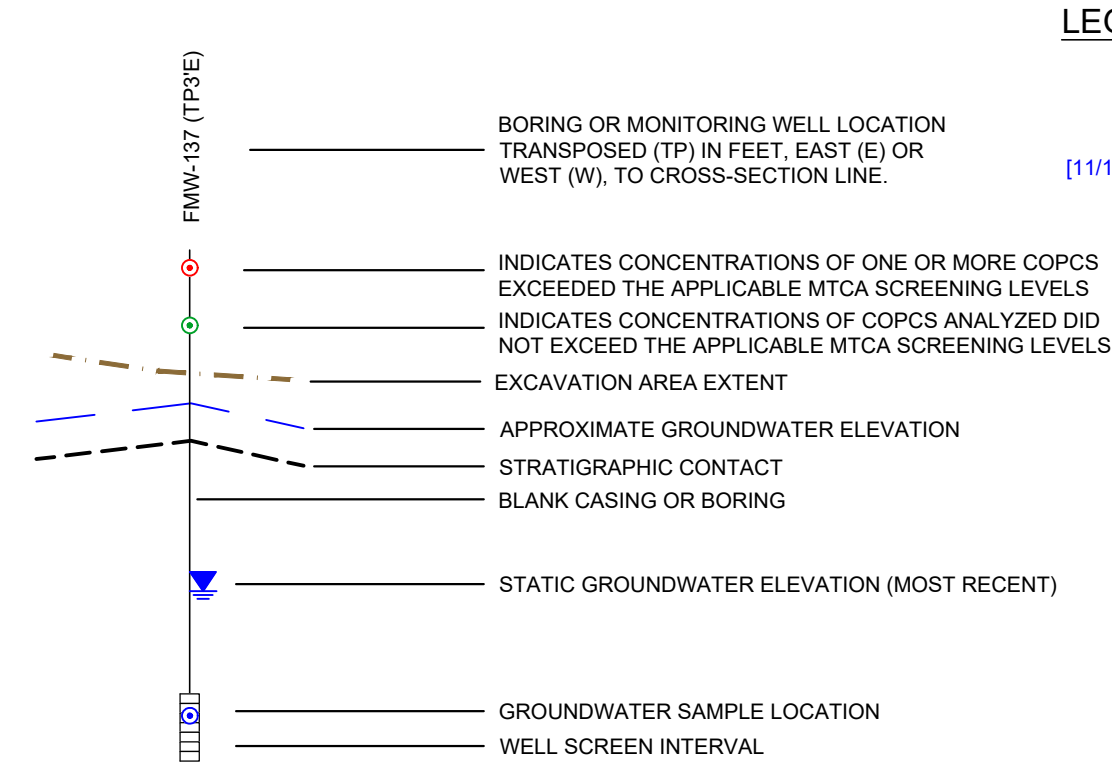 LEG
FMW-137 (TP3'E)
BORING OR MONITORING WELL LOCATION
TRANSPOSED (TP) IN FEET, EAST (E) OR
WEST (W), TO CROSS-SECTION LINE.
[11/1
INDICATES CONCENTRATIONS OF ONE OR MORE COPCS
EXCEEDED THE APPLICABLE MTCA SCREENING LEVELS
INDICATES CONCENTRATIONS OF COPCS ANALYZED DID
NOT EXCEED THE APPLICABLE MTCA SCREENING LEVELS
EXCAVATION AREA EXTENT
APPROXIMATE GROUNDWATER ELEVATION
STRATIGRAPHIC CONTACT
BLANK CASING OR BORING
STATIC GROUNDWATER ELEVATION (MOST RECENT)
GROUNDWATER SAMPLE LOCATION
WELL SCREEN INTERVAL